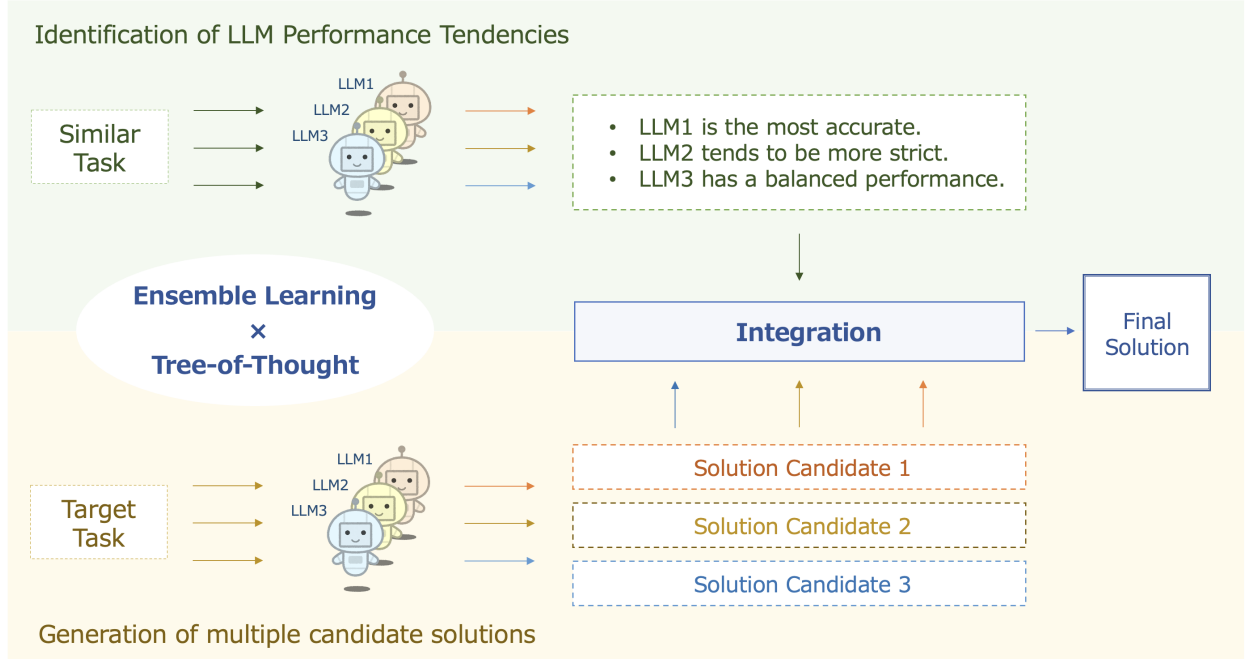 Identification of LLM Performance Tendencies
Similar
Task
LLM1
LLM2
LLM3
• LLM1 is the most accurate.
• LLM2 tends to be more strict.
• LLM3 has a balanced performance.
Ensemble Learning
×
Tree-of-Thought
Integration
Final
Solution
Target
Task
LLM1
LLM2
LLM3
Solution Candidate 1
Solution Candidate 2
Solution Candidate 3
Generation of multiple candidate solutions